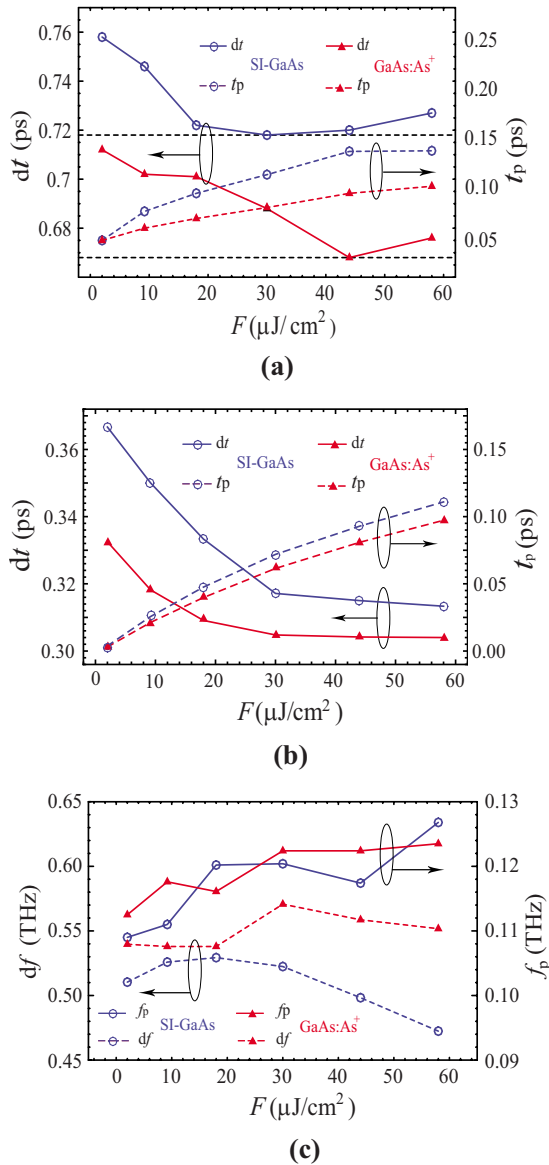 0.76
0.74
0.72
0.7
0.68
dt (ps)
dt
SI-GaAs
tp
dt
GaAs:As+
tp
0.25
0.20
0.15
0.10
0.05
tp (ps)
0 10 20 30 40 50 60
F (μJ/cm2)
(a)
0.36
0.34
0.32
0.30
dt (ps)
dt
SI-GaAs
tp
dt
GaAs:As+
tp
0.15
0.10
0.05
0.00
tp (ps)
0 10 20 30 40 50 60
F (μJ/cm2)
(b)
0.65
0.60
0.55
0.50
0.45
df (THz)
fp
SI-GaAs
df
fp
GaAs:As+
df
0.13
0.12
0.11
0.10
0.09
fp (THz)
0 10 20 30 40 50 60
F (μJ/cm2)
(c)